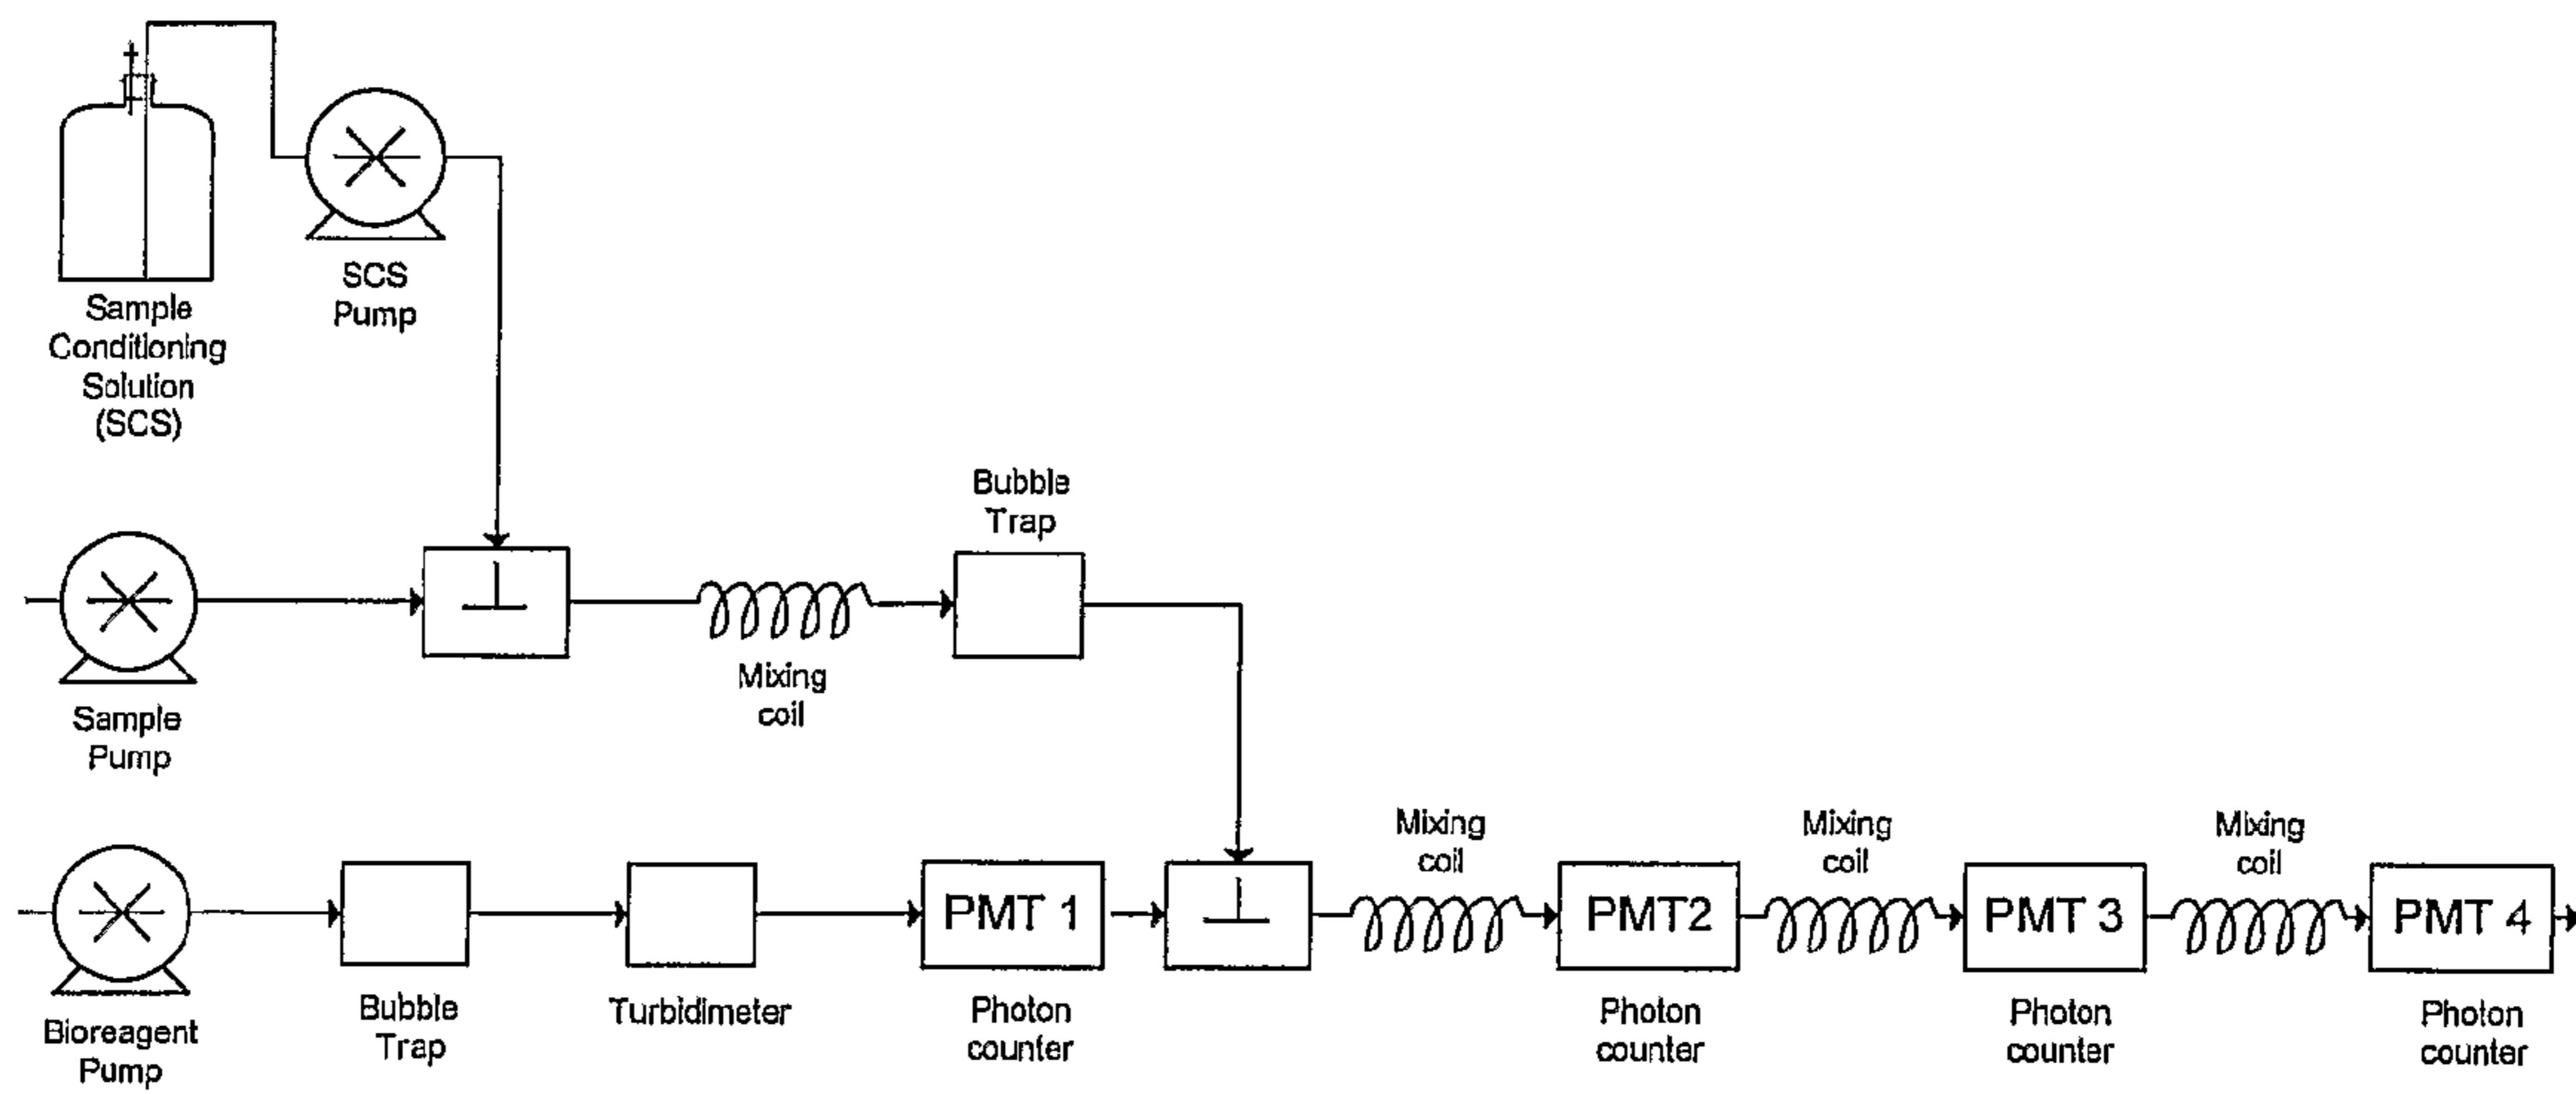 SCS
Pump
Sample
Conditioning
Solution
(SCS)
Bubble
Trap
Mixing
coil
Sample
Pump
Mixing
coil
Mixing
coil
Mixing
coil
PMT 1
PMT2
PMT 3
PMT 4
Bioreagent
Pump
Bubble
Trap
Turbidimeter
Photon
counter
Photon
counter
Photon
counter
Photon
counter